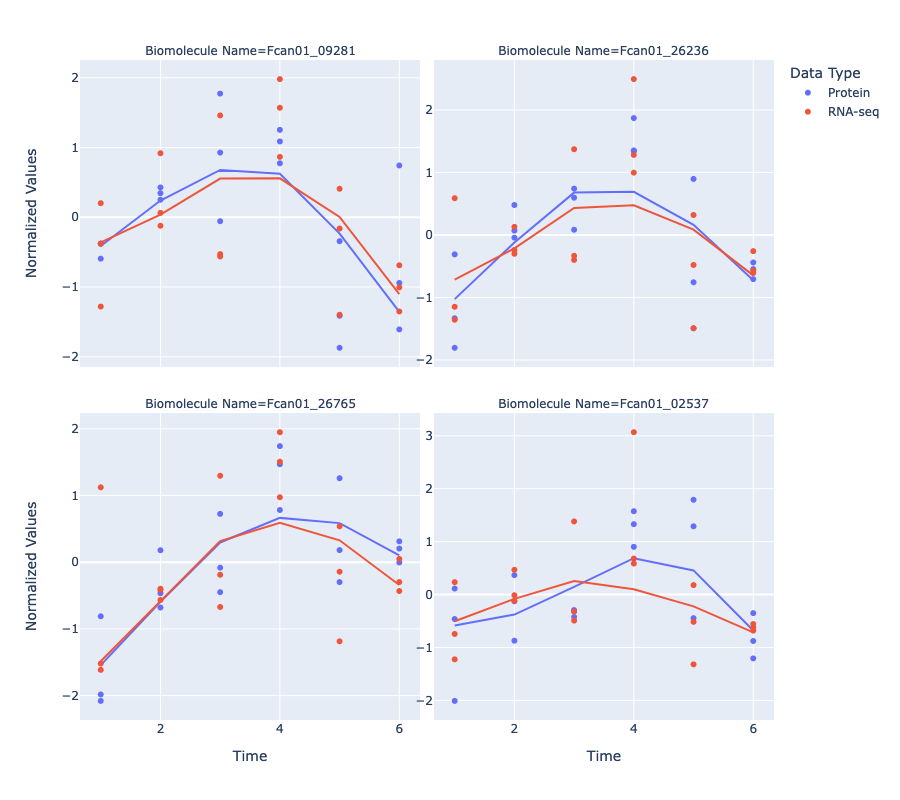 Biomolecule Name=Fcan01_09281
Biomolecule Name=Fcan01_26236
Data Type
Protein
RNA-seq
Normalized Values
2
1
0
−1
−2
2
1
0
−1
−2
Biomolecule Name=Fcan01_26765
Biomolecule Name=Fcan01_02537
Normalized Values
2
1
0
−1
−2
3
2
1
0
−1
−2
2
4
6
2
4
6
Time
Time